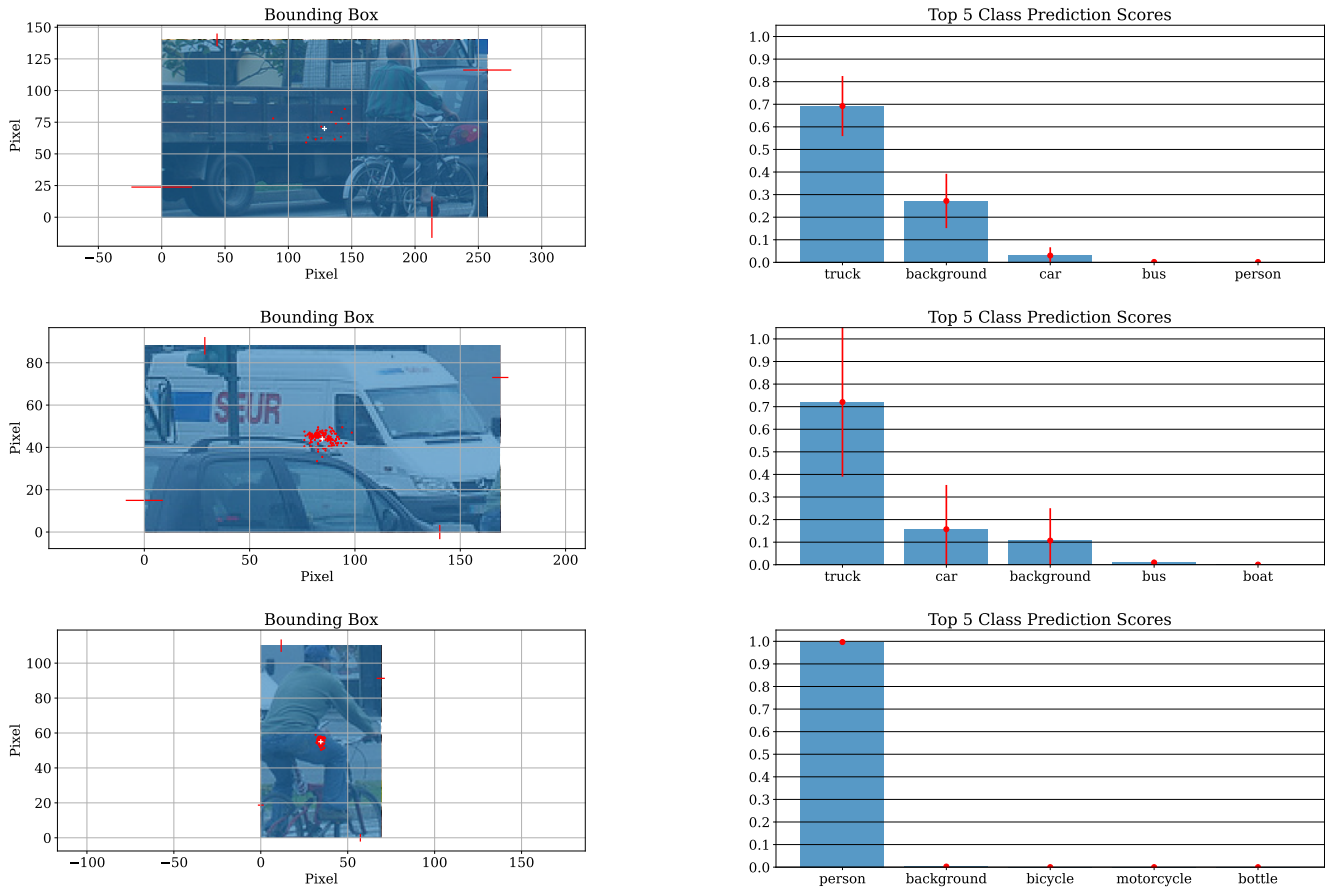 Bounding Box
150
125
100
75
50
25
0
Pixel
−50
0
50
100
150
200
250
300
Pixel
Top 5 Class Prediction Scores
1.0
0.9
0.8
0.7
0.6
0.5
0.4
0.3
0.2
0.1
0.0
truck
background
car
bus
person
Bounding Box
80
60
40
20
0
Pixel
SEUR
0
50
100
150
200
Pixel
Top 5 Class Prediction Scores
1.0
0.9
0.8
0.7
0.6
0.5
0.4
0.3
0.2
0.1
0.0
truck
car
background
bus
boat
Bounding Box
100
80
60
40
20
0
Pixel
−100
−50
0
50
100
150
Pixel
Top 5 Class Prediction Scores
1.0
0.9
0.8
0.7
0.6
0.5
0.4
0.3
0.2
0.1
0.0
person
background
bicycle
motorcycle
bottle